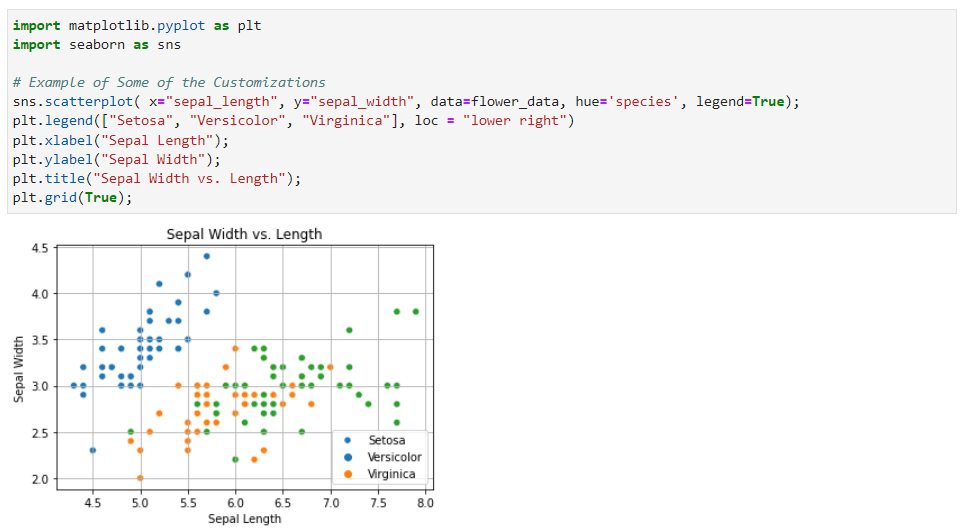 import matplotlib.pyplot as plt
import seaborn as sns
# Example of Some of the Customizations
sns.scatterplot( x="sepal_length", y="sepal_width", data=flower_data, hue='species', legend=True);
plt.legend(["Setosa", "Versicolor", "Virginica"], loc = "lower right")
plt.xlabel("Sepal Length");
plt.ylabel("Sepal Width");
plt.title("Sepal Width vs. Length");
plt.grid(True);
Sepal Width vs. Length
4.5
4.0
3.5
3.0
2.5
2.0
Sepal Width
Setosa
Versicolor
Virginica
4.5 5.0 5.5 6.0 6.5 7.0 7.5 8.0
Sepal Length